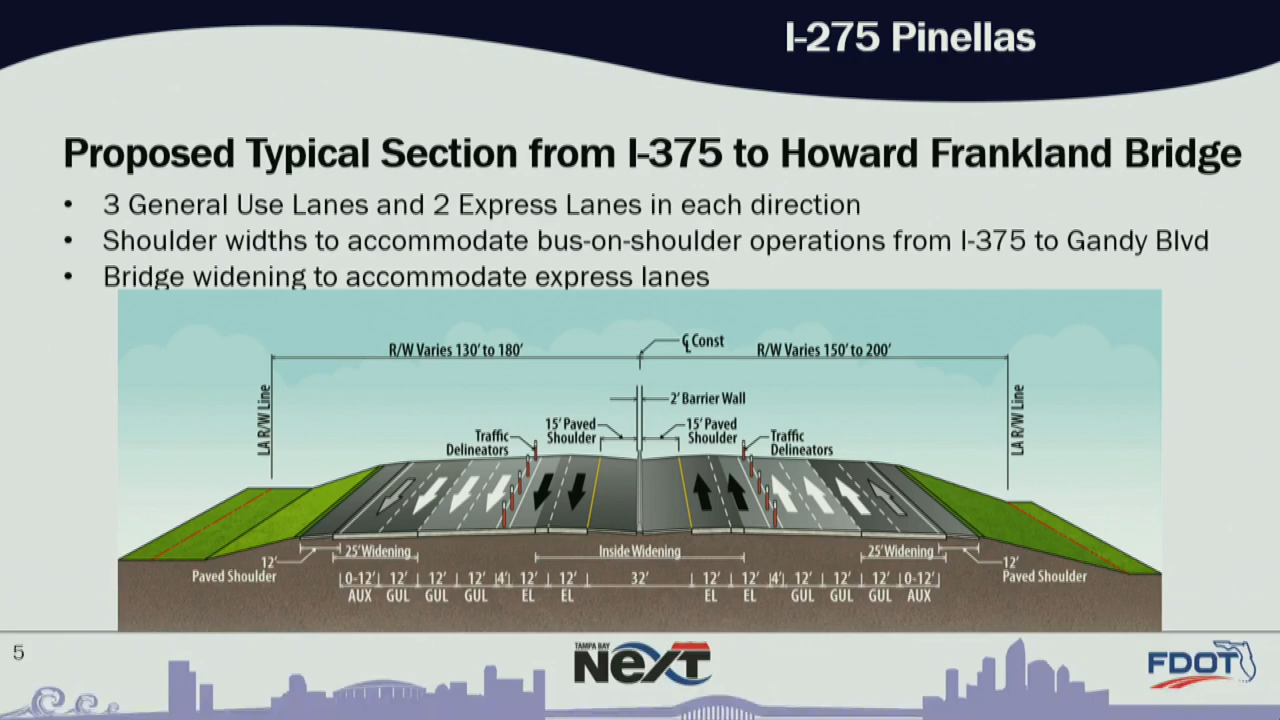 I-275 Pinellas
Proposed Typical Section from I-375 to Howard Frankland Bridge
• 3 General Use Lanes and 2 Express Lanes in each direction
• Shoulder widths to accommodate bus-on-shoulder operations from I-375 to Gandy Blvd
• Bridge widening to accommodate express lanes
R/W Varies 130' to 180'
℄ Const
R/W Varies 150' to 200'
LA R/W Line
2' Barrier Wall
LA R/W Line
15' Paved
Shoulder
15' Paved
Shoulder
Traffic
Delineators
Traffic
Delineators
12'
Paved Shoulder
25' Widening
Inside Widening
25' Widening
12'
Paved Shoulder
0-12' 12' 12' 12' 4' 12' 12' 32' 12' 12' 4' 12' 12' 12' 0-12'
AUX GUL GUL GUL EL EL EL EL GUL GUL GUL AUX
5
TAMPA BAY
NEXT
FDOT